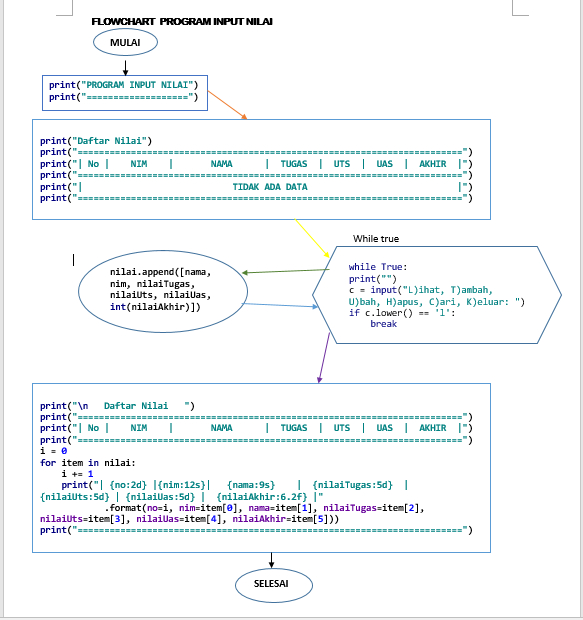 FLOWCHART PROGRAM INPUT NILAI
MULAI
print("PROGRAM INPUT NILAI")
print("===================")
print("Daftar Nilai")
print("========================================================================")
print("| No |    NIM    |       NAMA      |  TUGAS  |  UTS  |  UAS  |  AKHIR  |")
print("========================================================================")
print("|                            TIDAK ADA DATA                            |")
print("========================================================================")
While true
while True:
print("")
c = input("L)ihat, T)ambah,
U)bah, H)apus, C)ari, K)eluar: ")
if c.lower() == 'l':
    break
nilai.append([nama,
nim, nilaiTugas,
nilaiUts, nilaiUas,
int(nilaiAkhir)])
print("\n   Daftar Nilai   ")
print("========================================================================")
print("| No |    NIM    |       NAMA      |  TUGAS  |  UTS  |  UAS  |  AKHIR  |")
print("========================================================================")
i = 0
for item in nilai:
    i += 1
    print("| {no:2d} |{nim:12s}|   {nama:9s}    |  {nilaiTugas:5d}  |
{nilaiUts:5d} | {nilaiUas:5d} |  {nilaiAkhir:6.2f} |"
            .format(no=i, nim=item[0], nama=item[1], nilaiTugas=item[2],
nilaiUts=item[3], nilaiUas=item[4], nilaiAkhir=item[5]))
print("========================================================================")
SELESAI